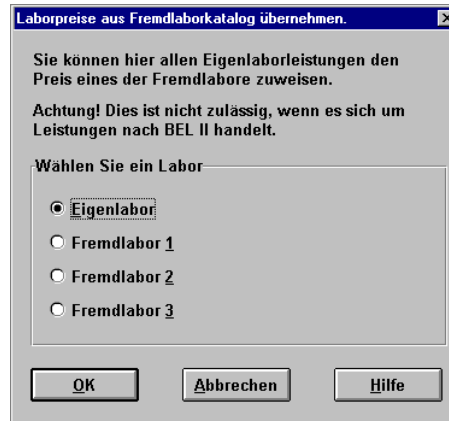 Laborpreise aus Fremdlaborkatalog übernehmen.
Sie können hier allen Eigenlaborleistungen den
Preis eines der Fremdlabore zuweisen.
Achtung! Dies ist nicht zulässig, wenn es sich um
Leistungen nach BEL II handelt.
Wählen Sie ein Labor
Eigenlabor
Fremdlabor 1
Fremdlabor 2
Fremdlabor 3
OK Abbrechen Hilfe